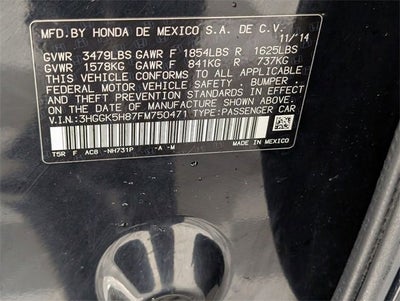 MFD.BY HONDA DE MEXICO S.A. DE C.V.
11/14
GVWR 3479LBS GAWR F 1854LBS R 1625LBS
GVWR 1578KG GAWR F 841KG R 737KG
THIS VEHICLE CONFORMS TO ALL APPLICABLE
FEDERAL MOTOR VEHICLE SAFETY, BUMPER,
AND THEFT PREVENTION STANDARDS IN EFFECT
ON THE DATE OF MANUFACTURE SHOWN ABOVE.
V.I.N.:3HGGK5H87FM750471 TYPE:PASSENGER CAR
T5R F AC8 -NH731P -A -M MADE IN MEXICO